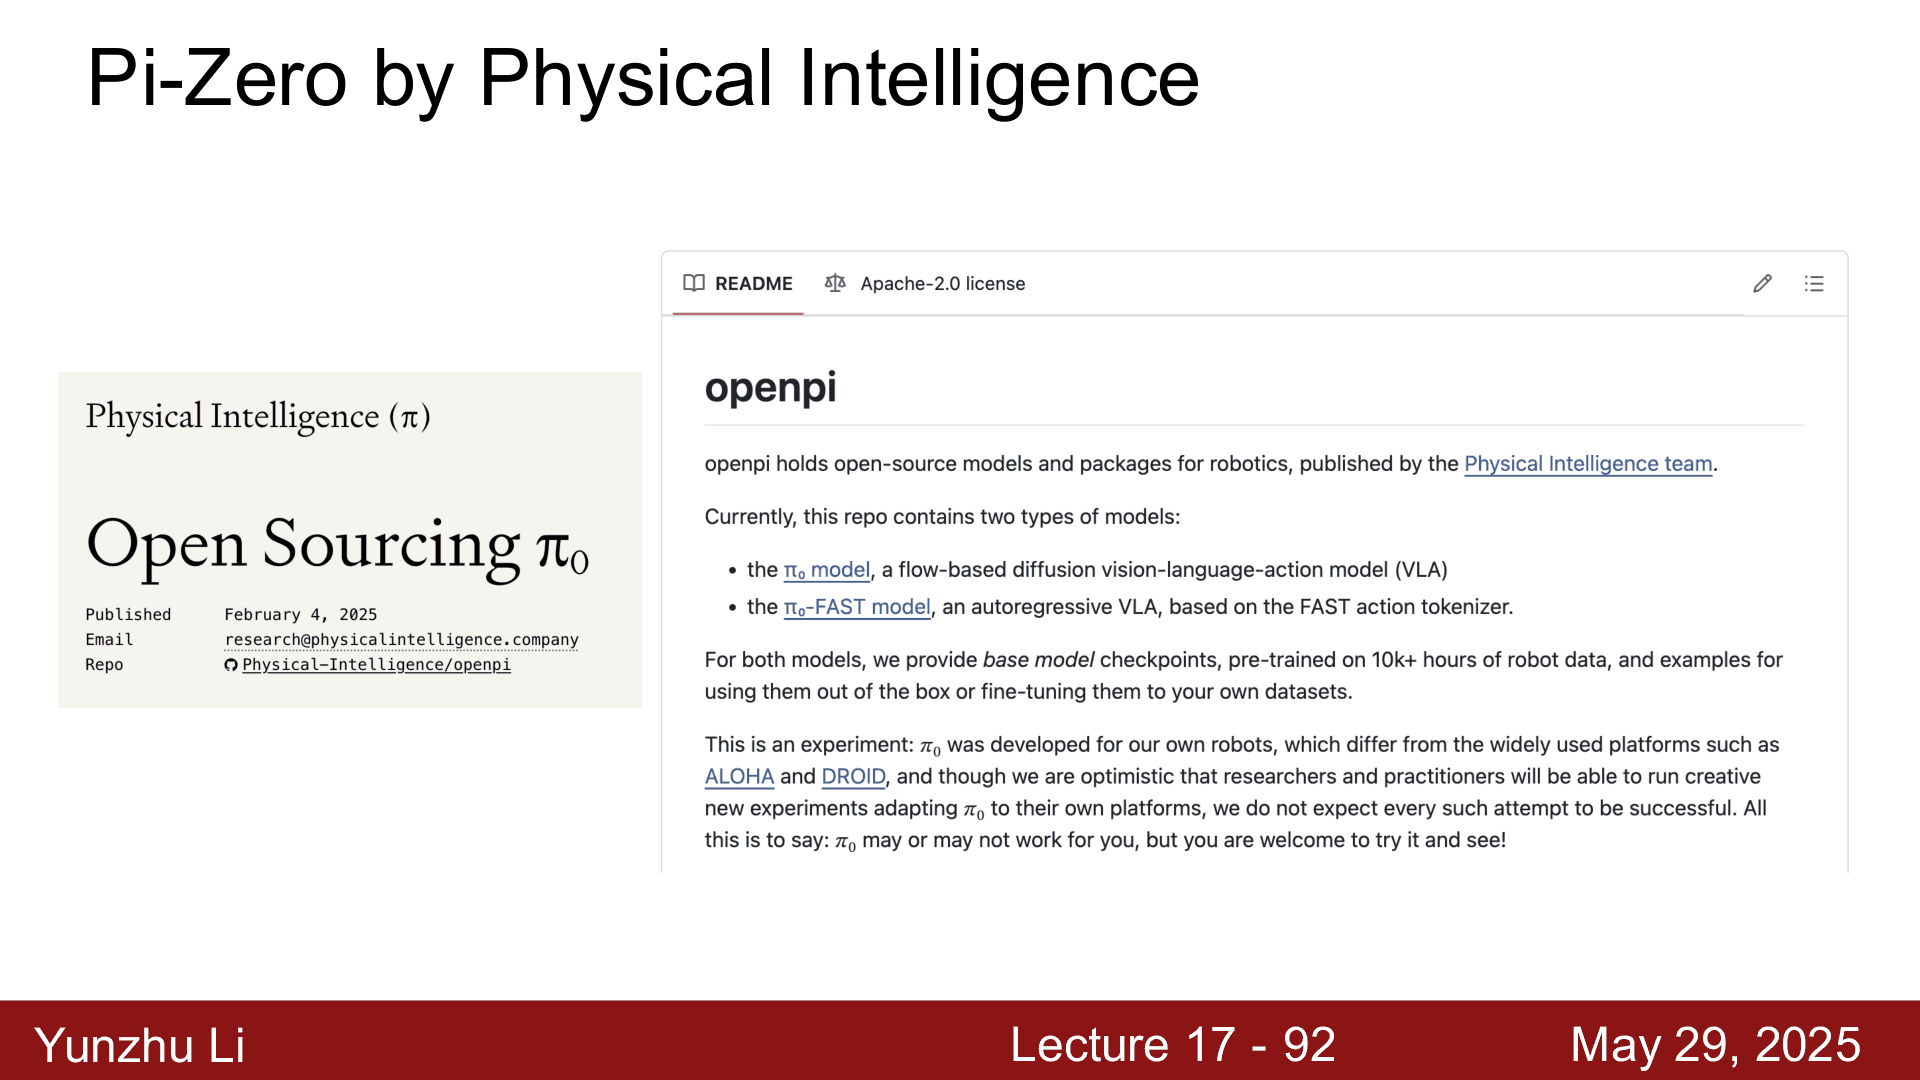 Pi-Zero by Physical Intelligence
Physical Intelligence (π)
Open Sourcing π₀
Published February 4, 2025
Email research@physicalintelligence.company
Repo Physical-Intelligence/openpi
README Apache-2.0 license
openpi
openpi holds open-source models and packages for robotics, published by the Physical Intelligence team.
Currently, this repo contains two types of models:
• the π₀ model, a flow-based diffusion vision-language-action model (VLA)
• the π₀-FAST model, an autoregressive VLA, based on the FAST action tokenizer.
For both models, we provide base model checkpoints, pre-trained on 10k+ hours of robot data, and examples for
using them out of the box or fine-tuning them to your own datasets.
This is an experiment: π₀ was developed for our own robots, which differ from the widely used platforms such as
ALOHA and DROID, and though we are optimistic that researchers and practitioners will be able to run creative
new experiments adapting π₀ to their own platforms, we do not expect every such attempt to be successful. All
this is to say: π₀ may or may not work for you, but you are welcome to try it and see!
Yunzhu Li
Lecture 17 - 92
May 29, 2025